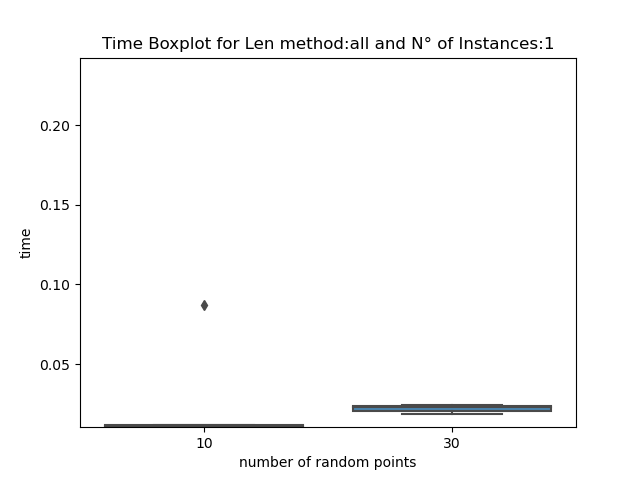 Time Boxplot for Len method:all and N° of Instances:1
0.20
0.15
0.10
0.05
time
10
30
number of random points